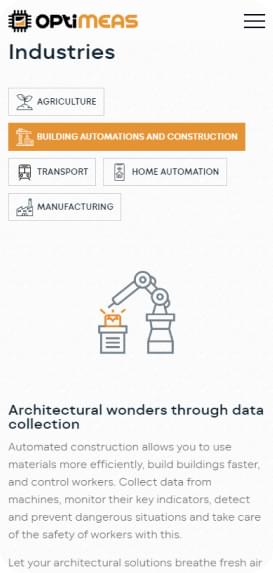 OPTiMEAS
Industries
AGRICULTURE
BUILDING AUTOMATIONS AND CONSTRUCTION
TRANSPORT
HOME AUTOMATION
MANUFACTURING
Architectural wonders through data
collection
Automated construction allows you to use
materials more efficiently, build buildings faster,
and control workers. Collect data from
machines, monitor their key indicators, detect
and prevent dangerous situations and take care
of the safety of workers with this.
Let your architectural solutions breathe fresh air